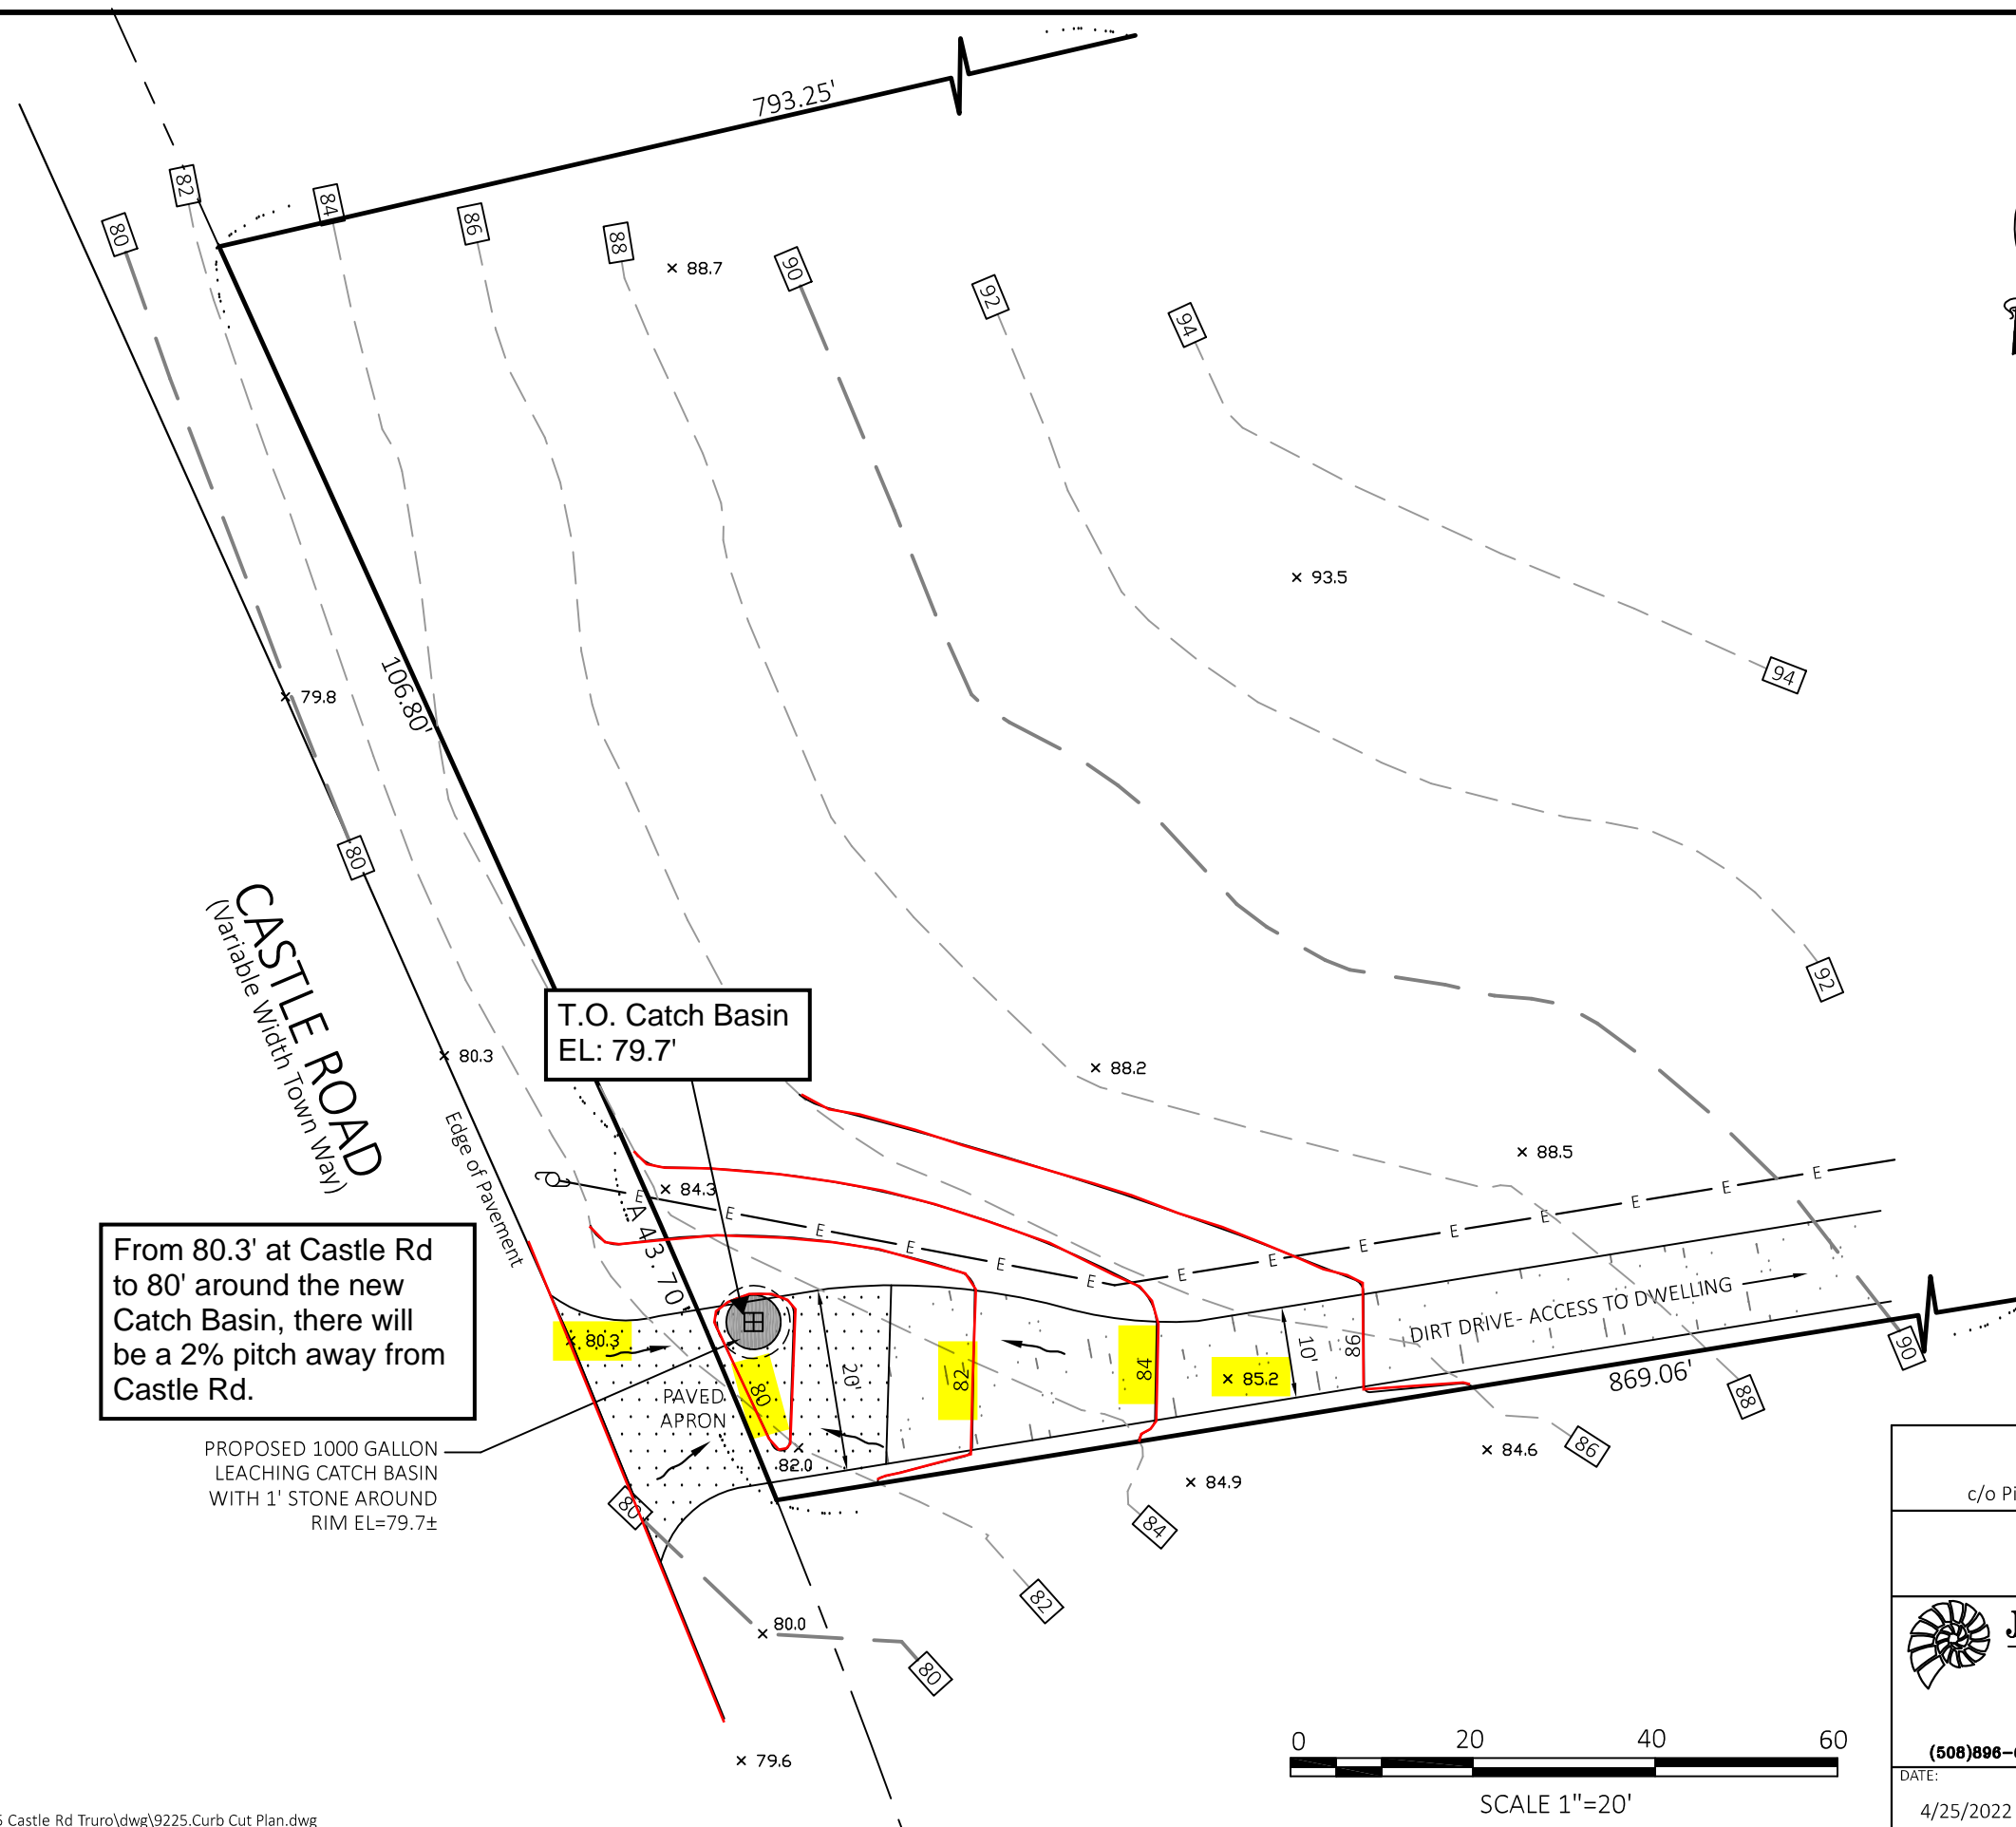 793.25'
82
84
86
88
80
90
92
94
× 88.7
× 93.5
106.80'
× 79.8
94
80
CASTLE ROAD
(Variable Width Town Way)
92
T.O. Catch Basin
EL: 79.7'
× 80.3
× 88.2
Edge of Pavement
× 88.5
× 84.3
E
E
E
E
E
E
E
E
E
E
E
E
E
E
A 43.70'
From 80.3' at Castle Rd
to 80' around the new
Catch Basin, there will
be a 2% pitch away from
Castle Rd.
× 80.3
PAVED
APRON
80
20'
82
84
× 85.2
10'
86
DIRT DRIVE- ACCESS TO DWELLING
90
869.06'
88
PROPOSED 1000 GALLON
LEACHING CATCH BASIN
WITH 1' STONE AROUND
RIM EL=79.7±
82.0
× 84.9
× 84.6
86
80
84
82
× 80.0
80
× 79.6
c/o Pi
(508)896-
DATE:
4/25/2022
0 20 40 60
SCALE 1"=20'
Castle Rd Truro\dwg\9225.Curb Cut Plan.dwg